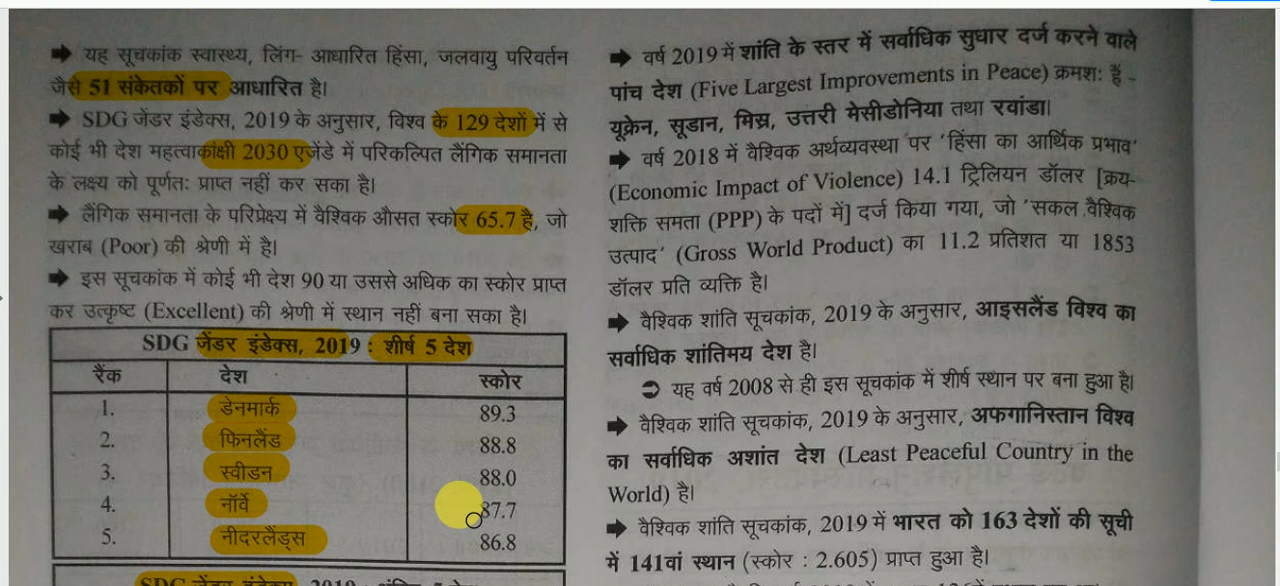 ➡ यह सूचकांक स्वास्थ्य, लिंग- आधारित हिंसा, जलवायु परिवर्तन
जैसे 51 संकेतकों पर आधारित है।
➡ SDG जेंडर इंडेक्स, 2019 के अनुसार, विश्व के 129 देशों में से
कोई भी देश महत्वाकांक्षी 2030 एजेंडे में परिकल्पित लैंगिक समानता
के लक्ष्य को पूर्णतः प्राप्त नहीं कर सका है।
➡ लैंगिक समानता के परिप्रेक्ष्य में वैश्विक औसत स्कोर 65.7 है, जो
खराब (Poor) की श्रेणी में है।
➡ इस सूचकांक में कोई भी देश 90 या उससे अधिक का स्कोर प्राप्त
कर उत्कृष्ट (Excellent) की श्रेणी में स्थान नहीं बना सका है।
SDG जेंडर इंडेक्स, 2019 : शीर्ष 5 देश
रैंक देश स्कोर
1. डेनमार्क 89.3
2. फिनलैंड 88.8
3. स्वीडन 88.0
4. नॉर्वे 87.7
5. नीदरलैंड्स 86.8
SDG जेंडर इंडेक्स, 2019 : अंतिम 5 देश
➡ वर्ष 2019 में शांति के स्तर में सर्वाधिक सुधार दर्ज करने वाले
पांच देश (Five Largest Improvements in Peace) क्रमशः हैं -
यूक्रेन, सूडान, मिस्र, उत्तरी मेसीडोनिया तथा रवांडा।
➡ वर्ष 2018 में वैश्विक अर्थव्यवस्था पर 'हिंसा का आर्थिक प्रभाव'
(Economic Impact of Violence) 14.1 ट्रिलियन डॉलर [क्रय-
शक्ति समता (PPP) के पदों में] दर्ज किया गया, जो 'सकल वैश्विक
उत्पाद' (Gross World Product) का 11.2 प्रतिशत या 1853
डॉलर प्रति व्यक्ति है।
➡ वैश्विक शांति सूचकांक, 2019 के अनुसार, आइसलैंड विश्व का
सर्वाधिक शांतिमय देश है।
➲ यह वर्ष 2008 से ही इस सूचकांक में शीर्ष स्थान पर बना हुआ है।
➡ वैश्विक शांति सूचकांक, 2019 के अनुसार, अफगानिस्तान विश्व
का सर्वाधिक अशांत देश (Least Peaceful Country in the
World) है।
➡ वैश्विक शांति सूचकांक, 2019 में भारत को 163 देशों की सूची
में 141वां स्थान (स्कोर : 2.605) प्राप्त हुआ है।